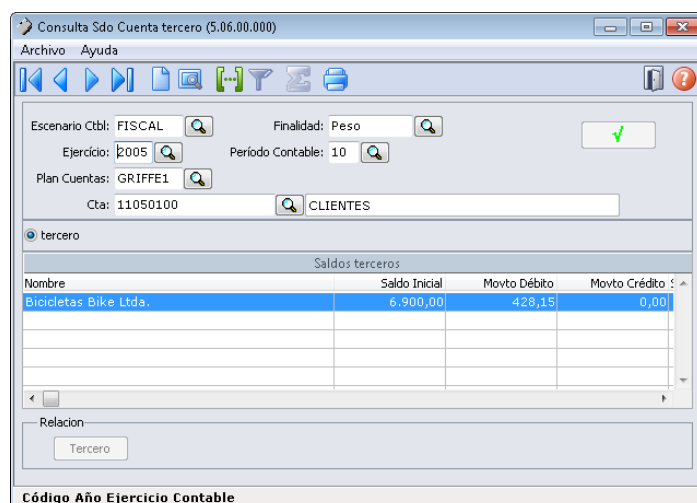 Consulta Sdo Cuenta tercero (5.06.00.000)
Archivo Ayuda
Escenario Ctbl: FISCAL Finalidad: Peso
Ejercício: 2005 Período Contable: 10
Plan Cuentas: GRIFFE1
Cta: 11050100 CLIENTES
tercero
Saldos terceros
Nombre Saldo Inicial Movto Débito Movto Crédito S
Bicicletas Bike Ltda. 6.900,00 428,15 0,00
Relacion
Tercero
Código Año Ejercicio Contable